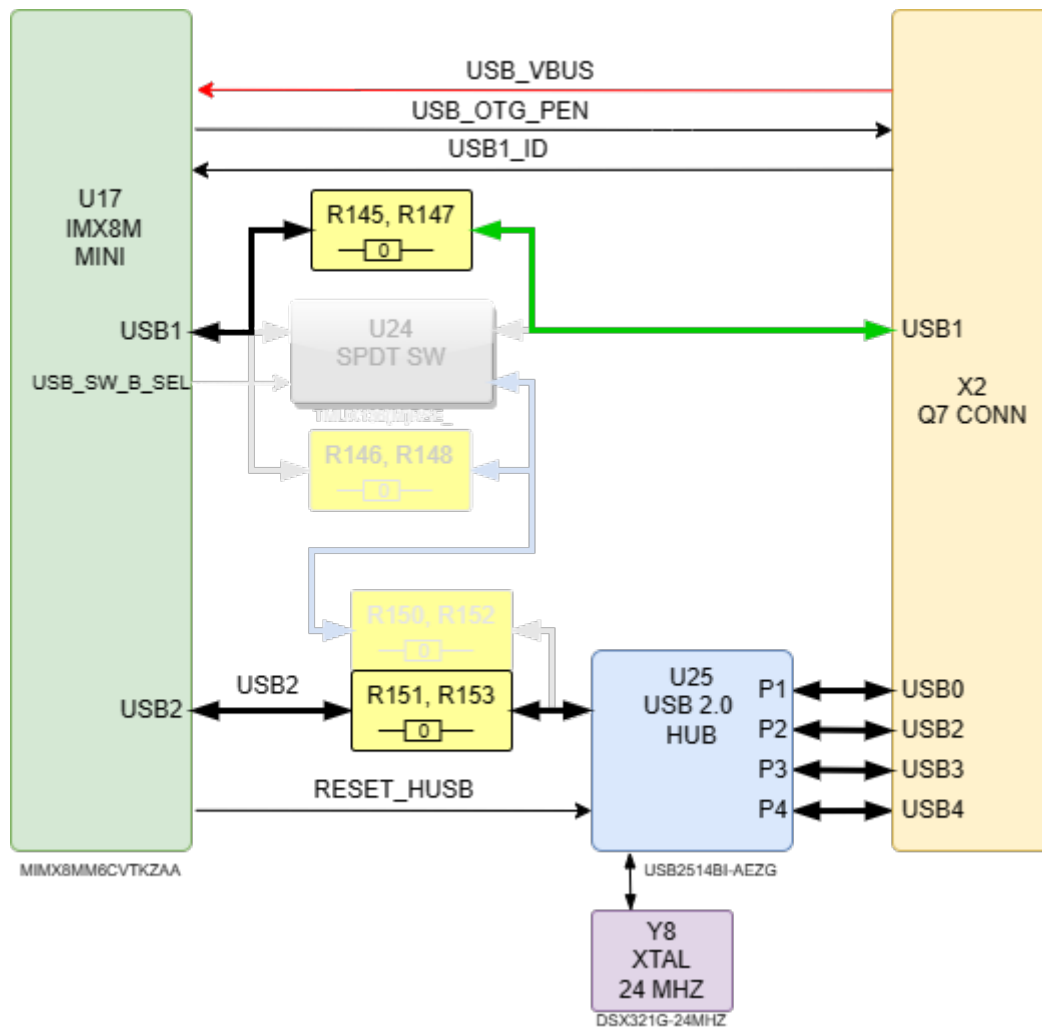 USB_VBUS
USB_OTG_PEN
USB1_ID
U17
IMX8M
MINI
R145, R147
0
USB1
U24
SPDT SW
USB1
USB_SW_B_SEL
X2
Q7 CONN
R146, R148
0
R150, R152
0
USB2
USB2
R151, R153
0
U25
USB 2.0
HUB
P1
P2
P3
P4
USB0
USB2
USB3
USB4
RESET_HUSB
MIMX8MM6CVTKZAA
USB2514BI-AEZG
Y8
XTAL
24 MHZ
DSX321G-24MHZ